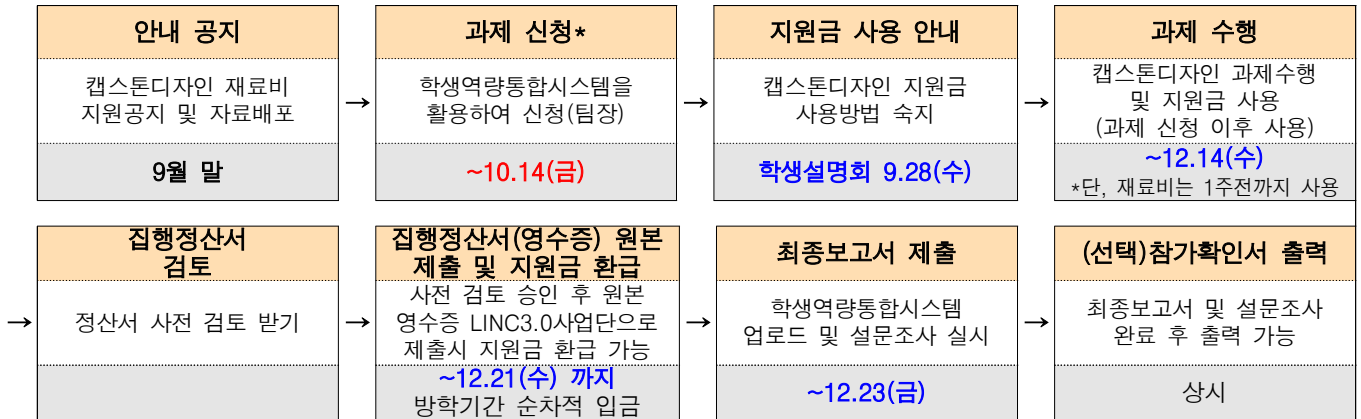 안내 공지
캡스톤디자인 재료비
지원공지 및 자료배포
9월 말
→
과제 신청*
학생역량통합시스템을
활용하여 신청(팀장)
~10.14(금)
→
지원금 사용 안내
캡스톤디자인 지원금
사용방법 숙지
학생설명회 9.28(수)
→
과제 수행
캡스톤디자인 과제수행
및 지원금 사용
(과제 신청 이후 사용)
~12.14(수)
*단, 재료비는 1주전까지 사용
→
집행정산서
검토
정산서 사전 검토 받기
→
집행정산서(영수증) 원본
제출 및 지원금 환급
사전 검토 승인 후 원본
영수증 LINC3.0사업단으로
제출시 지원금 환급 가능
~12.21(수) 까지
방학기간 순차적 입금
→
최종보고서 제출
학생역량통합시스템
업로드 및 설문조사 실시
~12.23(금)
→
(선택)참가확인서 출력
최종보고서 및 설문조사
완료 후 출력 가능
상시